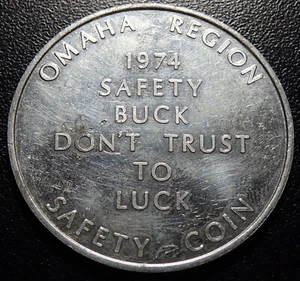 OMAHA REGION
1974
SAFETY
BUCK
DON'T TRUST
TO
LUCK
SAFETY COIN